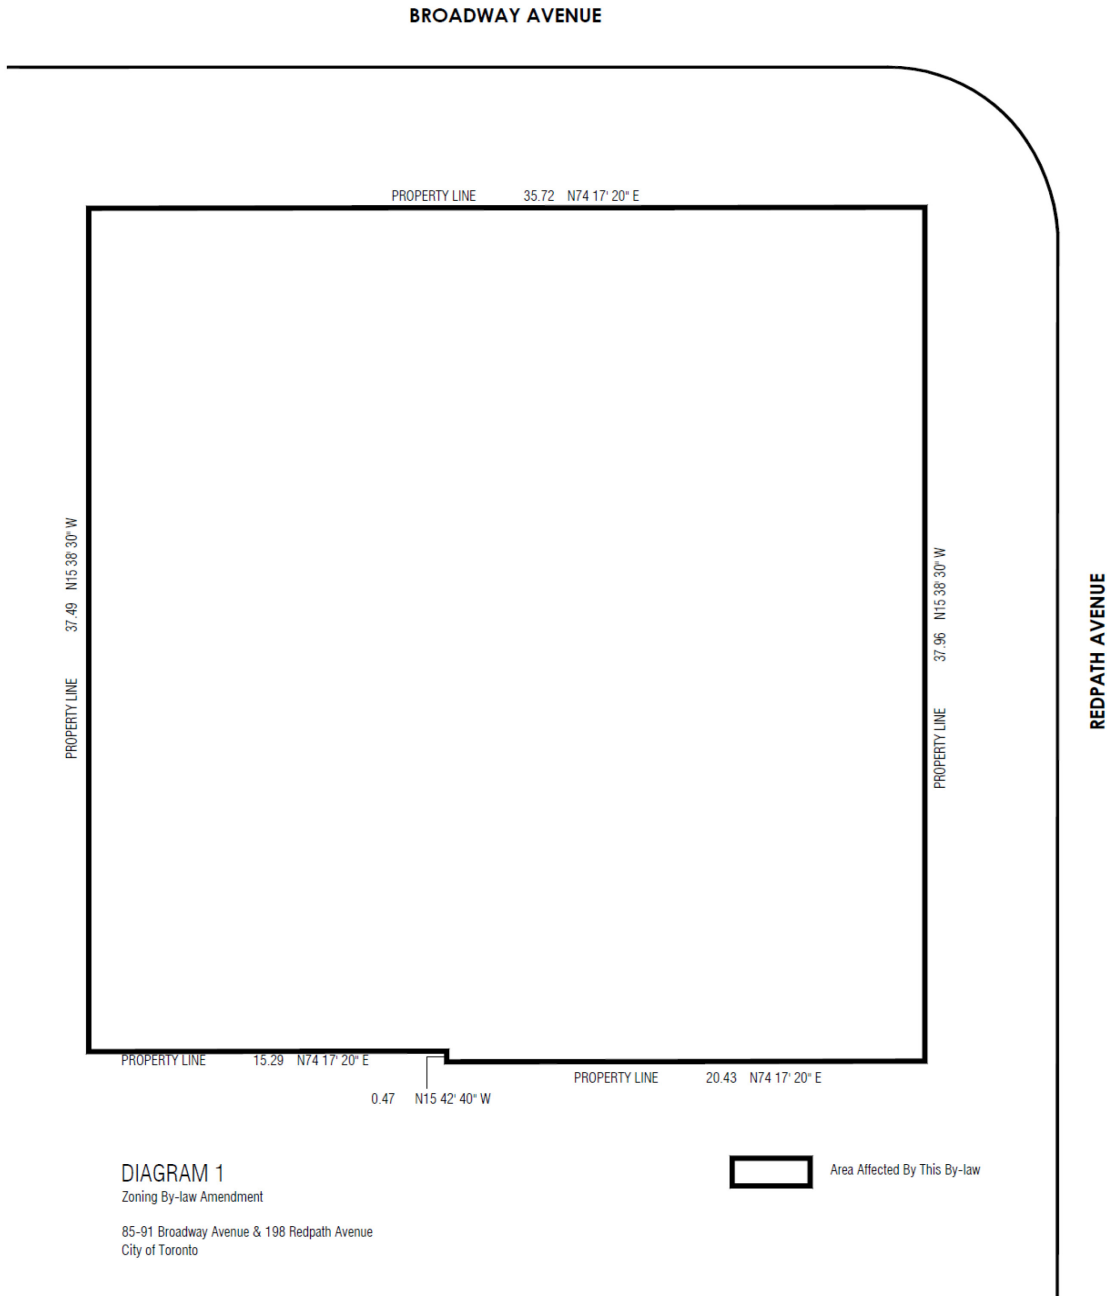 BROADWAY AVENUE
PROPERTY LINE 35.72 N74 17' 20" E
PROPERTY LINE 37.49 N15 38' 30" W
PROPERTY LINE 37.96 N15 38' 30" W
REDPATH AVENUE
PROPERTY LINE 15.29 N74 17' 20" E
PROPERTY LINE 20.43 N74 17' 20" E
0.47 N15 42' 40" W
DIAGRAM 1
Zoning By-law Amendment
85-91 Broadway Avenue & 198 Redpath Avenue
City of Toronto
Area Affected By This By-law